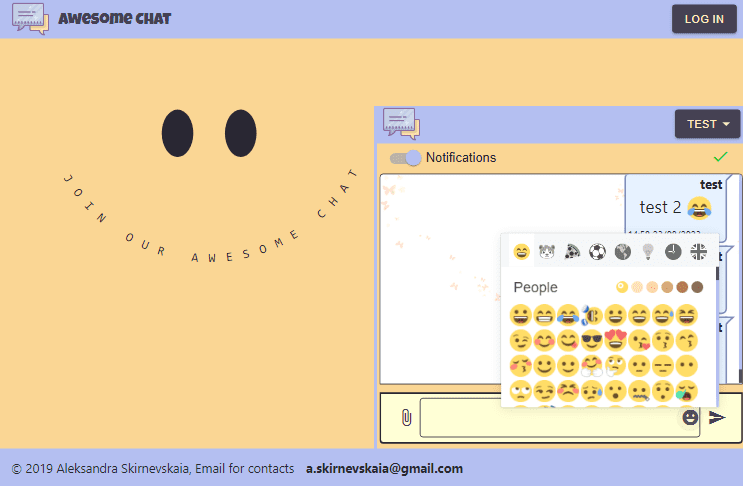 Awesome Chat
LOG IN
TEST
Notifications
test
test 2 😂
JOIN OUR AWESOME CHAT
People
© 2019 Aleksandra Skirnevskaia, Email for contacts a.skirnevskaia@gmail.com